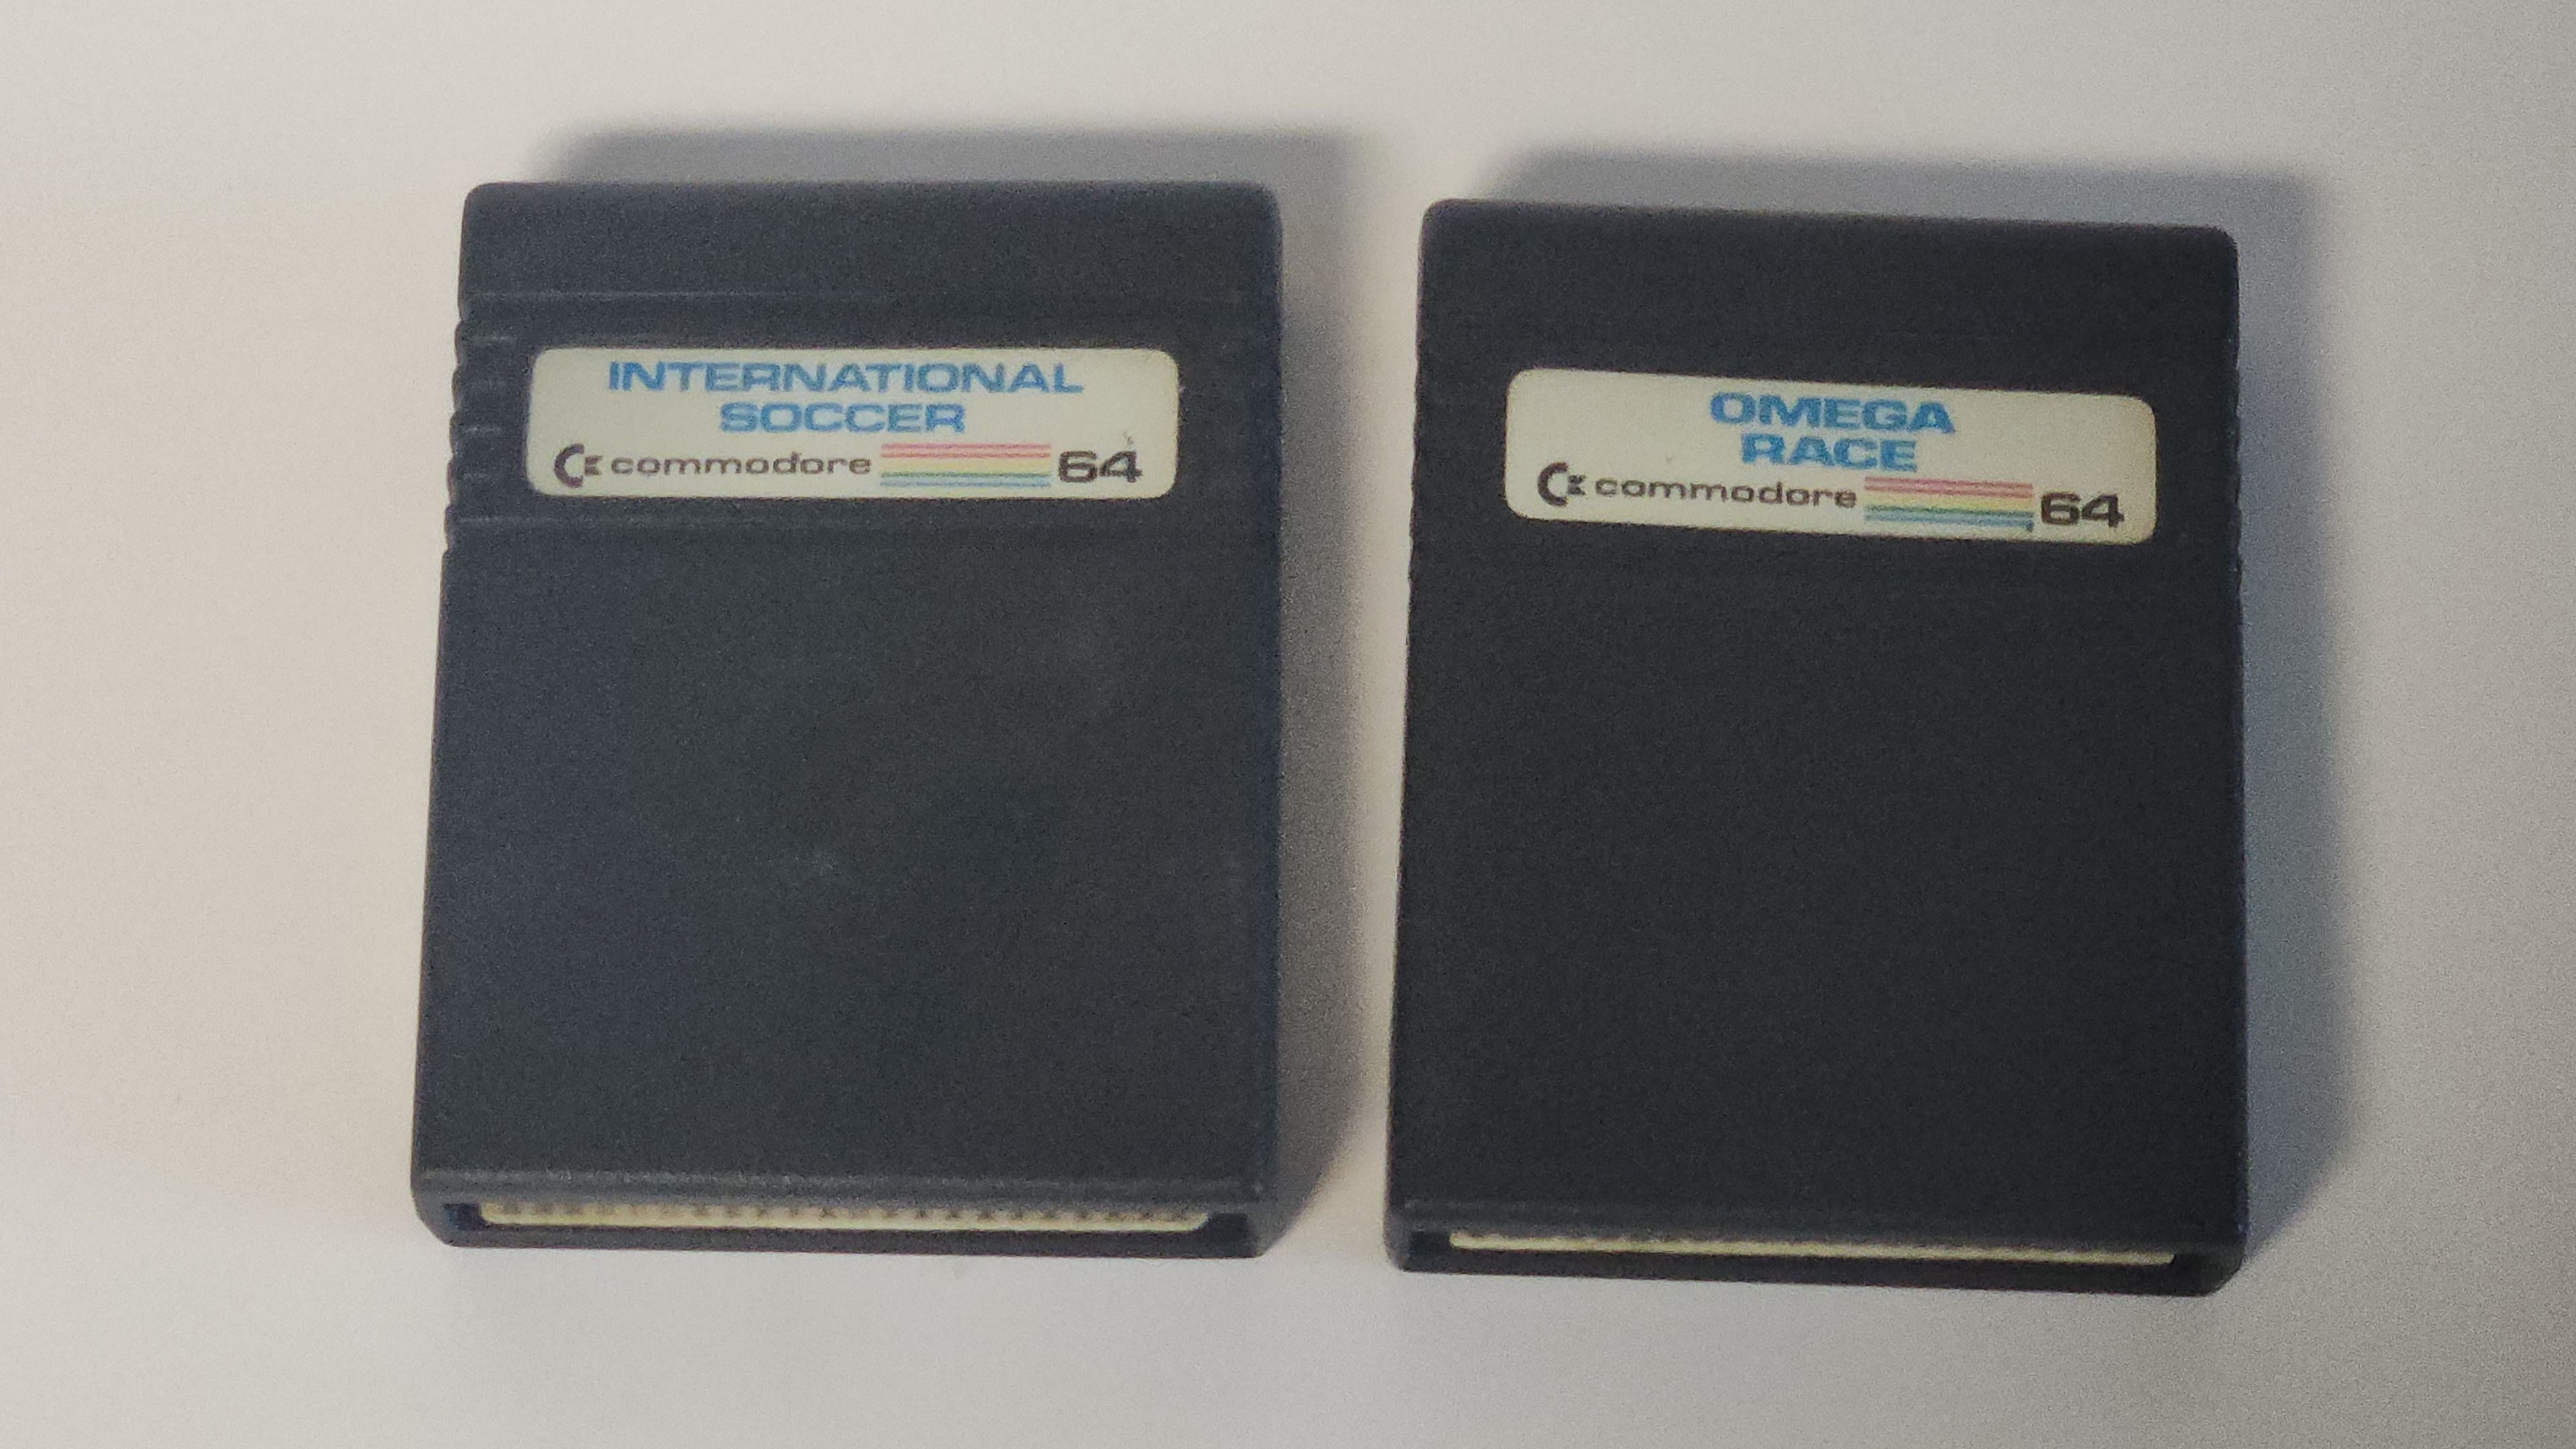 INTERNATIONAL
SOCCER
commodore 64
OMEGA
RACE
commodore 64